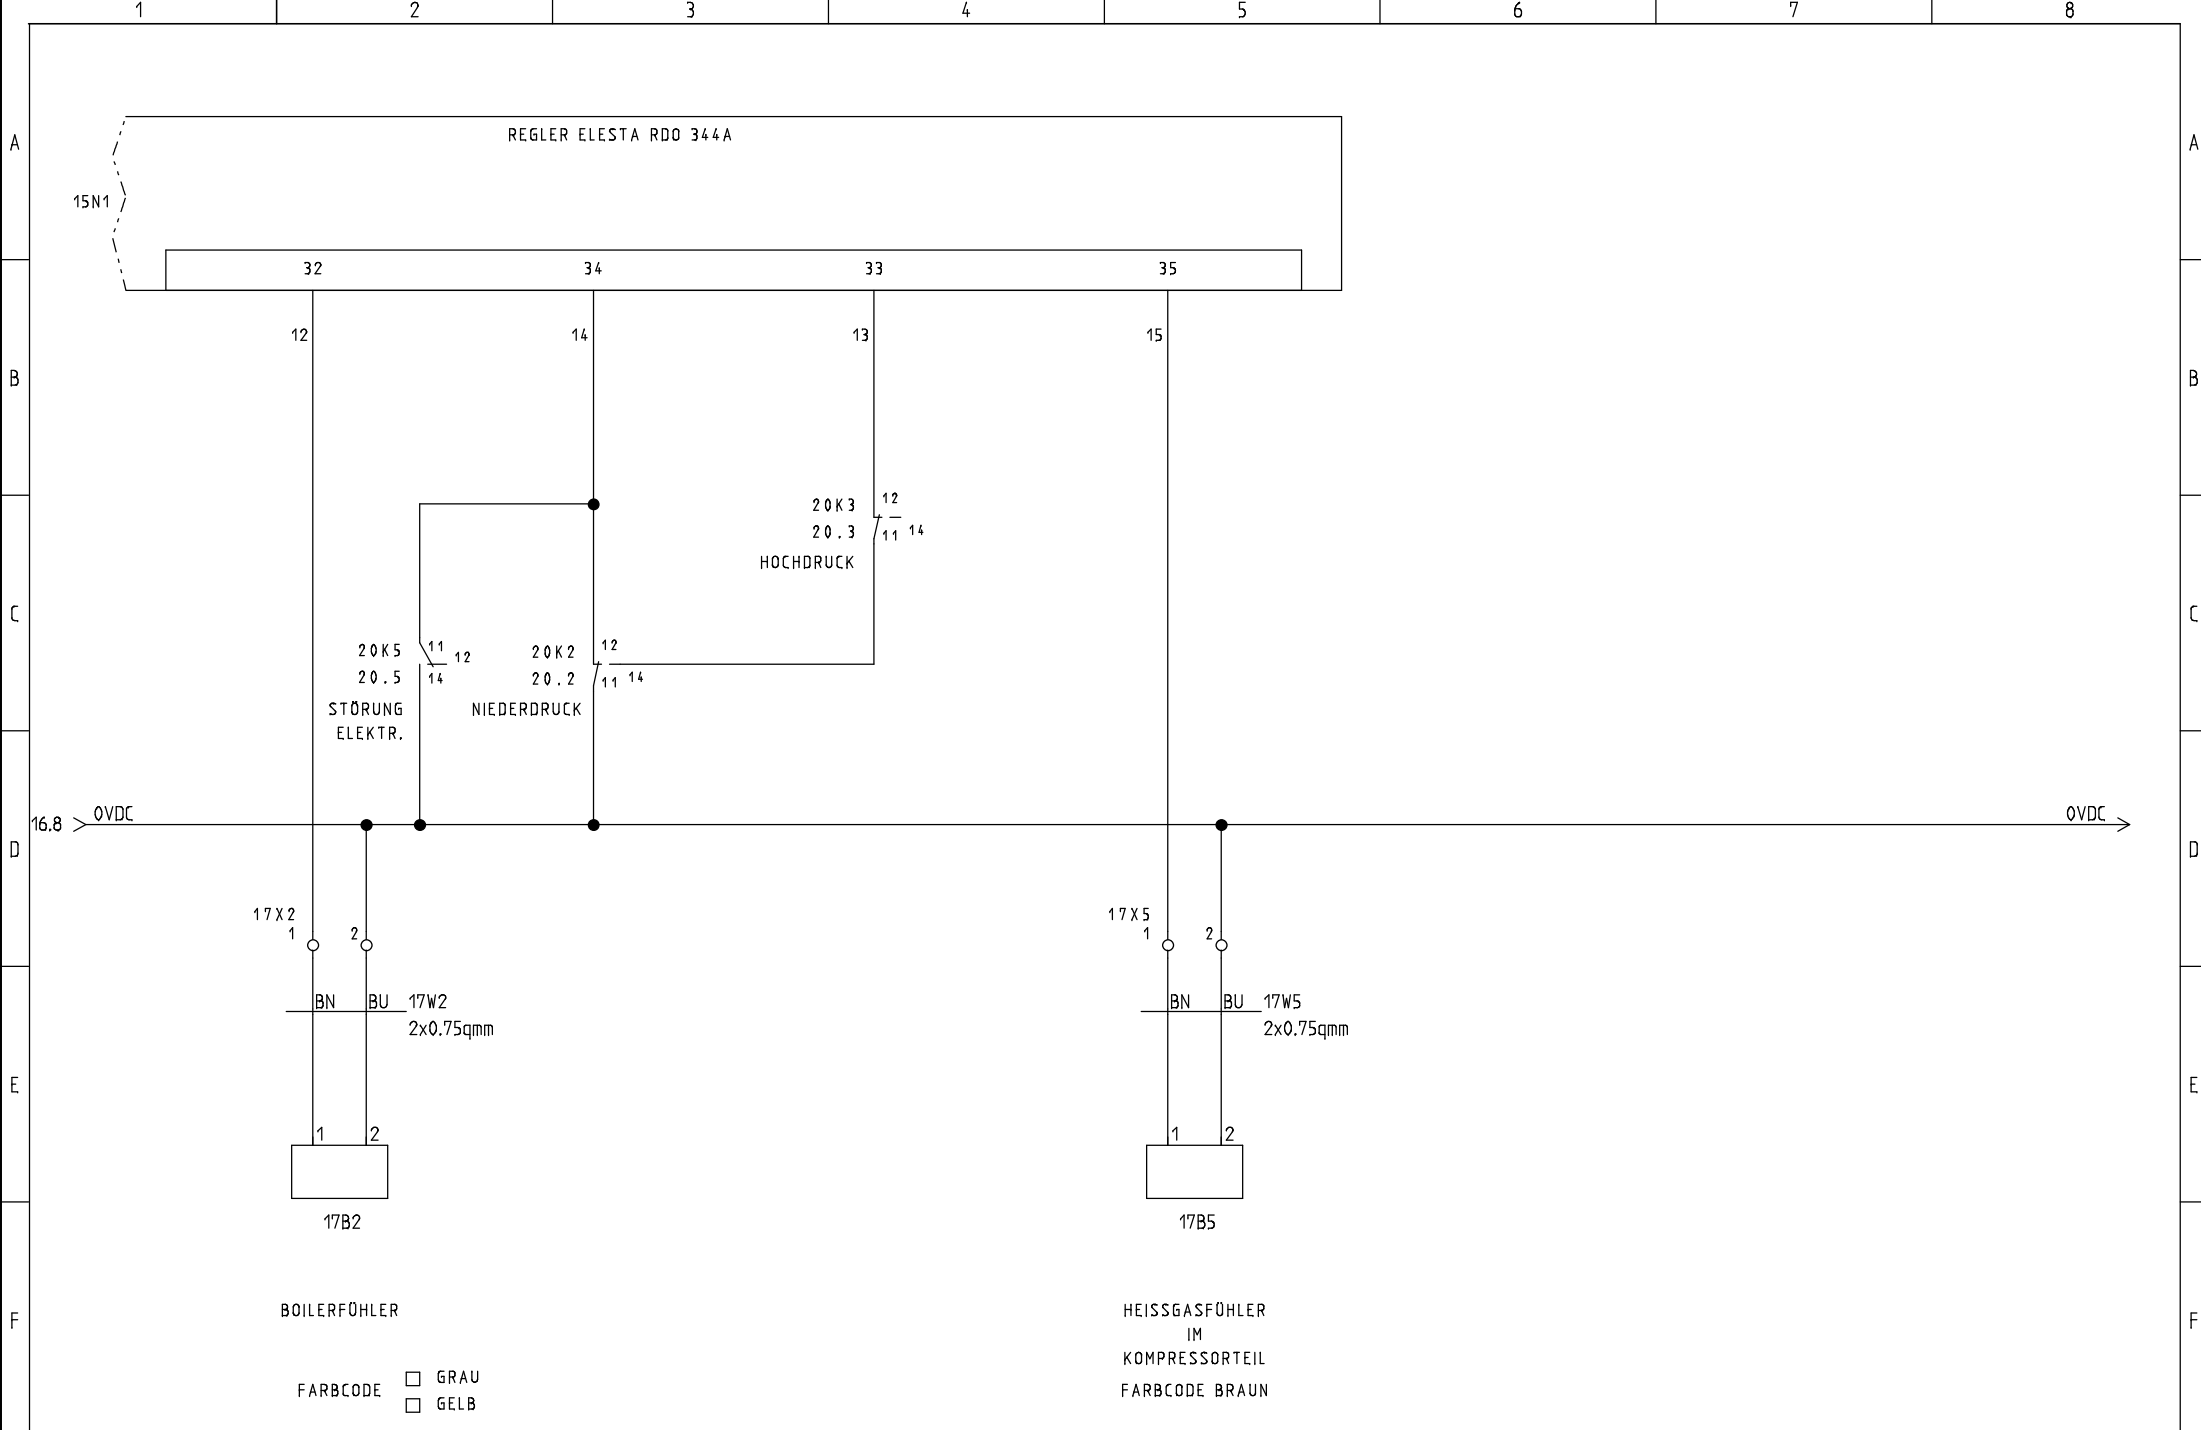 1 2 3 4 5 6 7 8
A A
REGLER ELESTA RDO 344A
15N1
32 34 33 35
12 14 13 15
B B
20K3 12
20.3 11 14
HOCHDRUCK
C C
20K5 11 12
20.5 14
STÖRUNG
ELEKTR.
20K2 12
20.2 11 14
NIEDERDRUCK
16.8 0VDC 0VDC
D D
17X2 17X5
1 2 1 2
BN BU 17W2 BN BU 17W5
2x0.75qmm 2x0.75qmm
E E
1 2 1 2
17B2 17B5
BOILERFÜHLER
HEISSGASFÜHLER
IM
KOMPRESSORTEIL
F F
FARBCODE GRAU
GELB
FARBCODE BRAUN